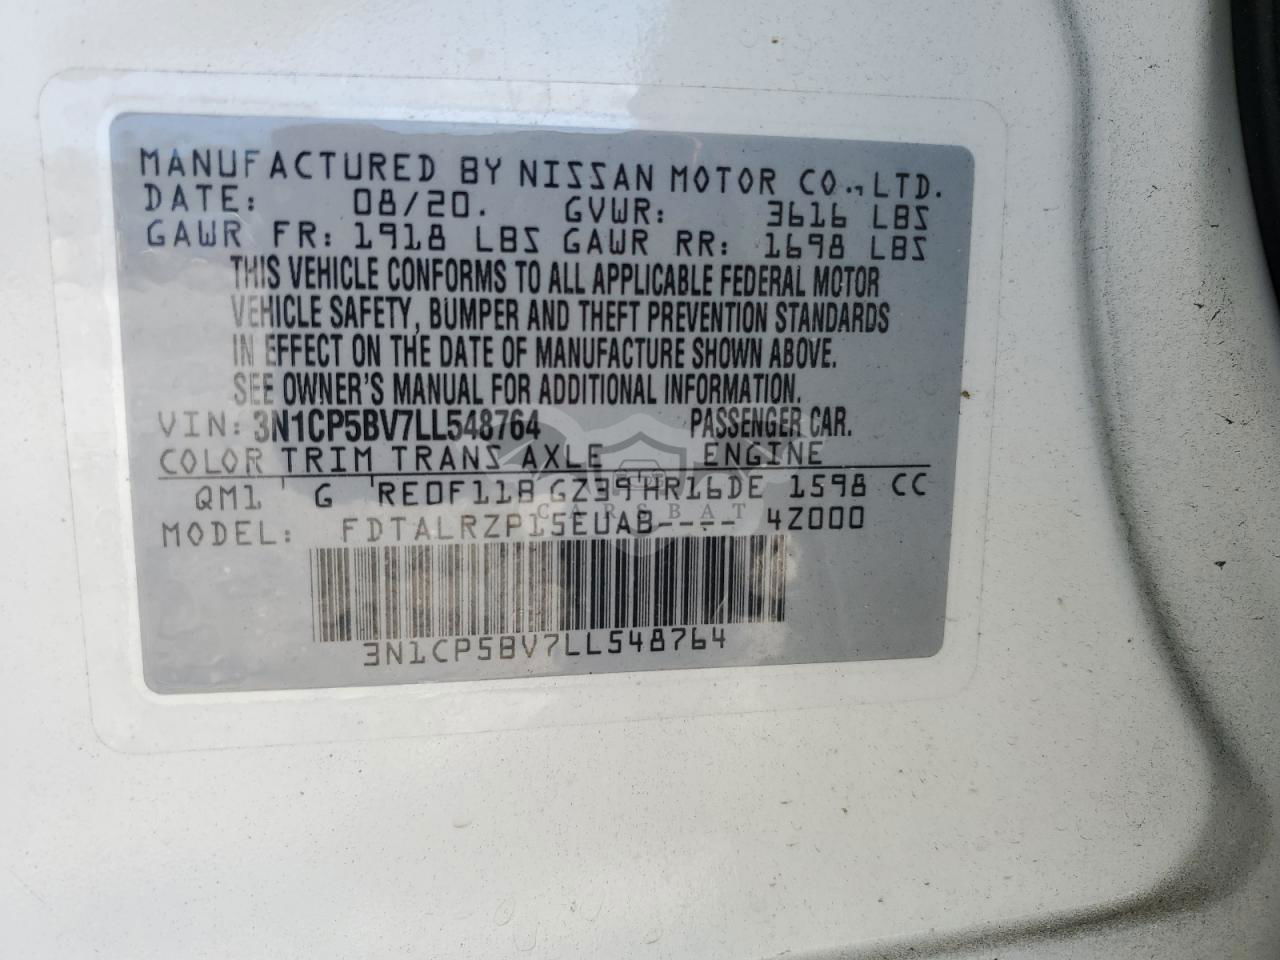 MANUFACTURED BY NISSAN MOTOR CO., LTD.
DATE: 08/20. GVWR: 3616 LBS
GAWR FR: 1918 LBS GAWR RR: 1698 LBS
THIS VEHICLE CONFORMS TO ALL APPLICABLE FEDERAL MOTOR
VEHICLE SAFETY, BUMPER AND THEFT PREVENTION STANDARDS
IN EFFECT ON THE DATE OF MANUFACTURE SHOWN ABOVE.
SEE OWNER'S MANUAL FOR ADDITIONAL INFORMATION.
VIN: 3N1CP5BV7LL548764 PASSENGER CAR.
COLOR TRIM TRANS AXLE ENGINE
QM1 G RE0F11B GZ39 HR16DE 1598 CC
CARSBAT
MODEL: FDTALRZP15EUAB---- 4Z000
3N1CP5BV7LL548764